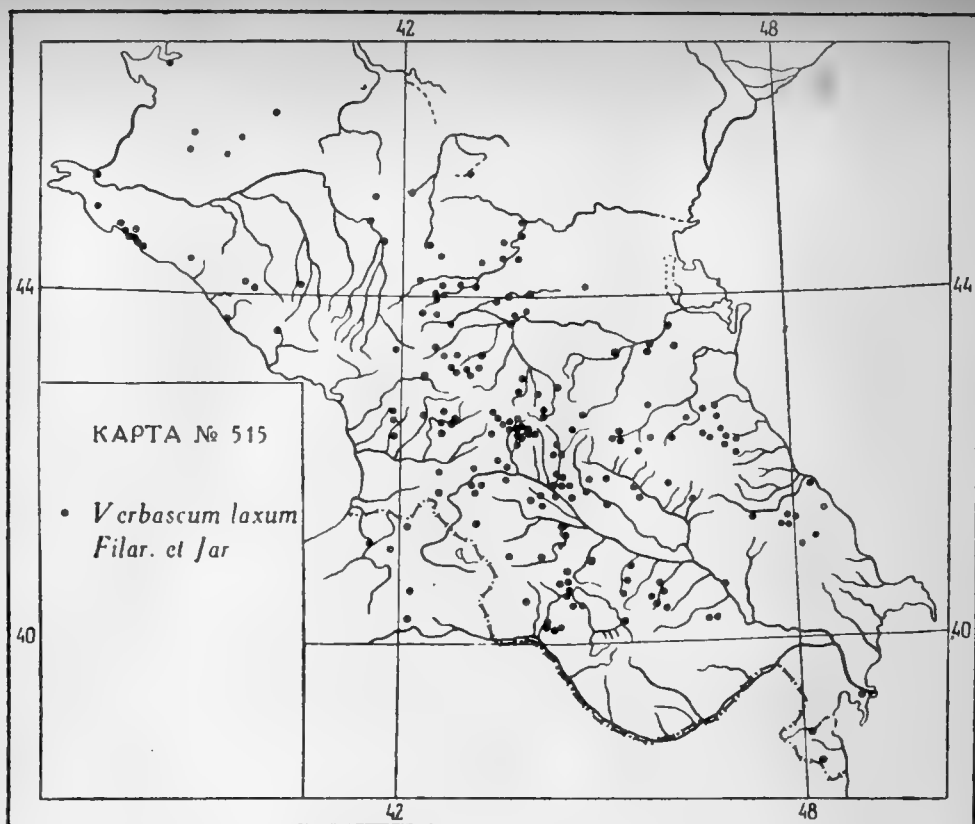 42 48
44 44
КАРТА № 515
• Verbascum laxum
Filar. et Jar
40 40
42 48